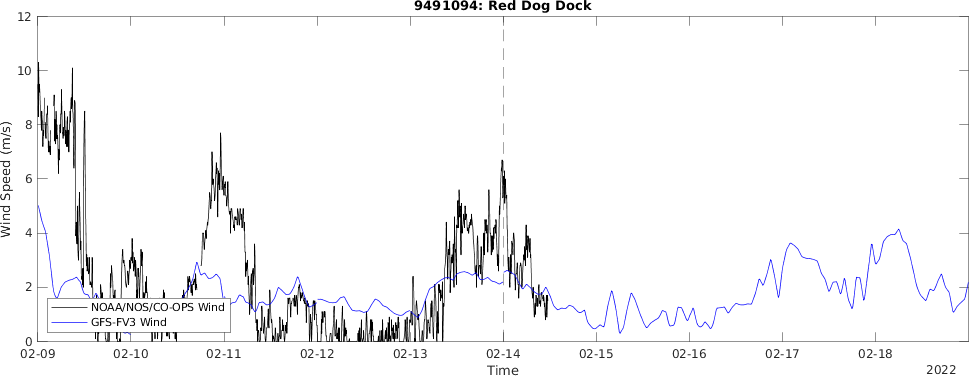 9491094: Red Dog Dock
12
10
8
6
4
2
0
Wind Speed (m/s)
NOAA/NOS/CO-OPS Wind
GFS-FV3 Wind
02-09 02-10 02-11 02-12 02-13 02-14 02-15 02-16 02-17 02-18
Time
2022